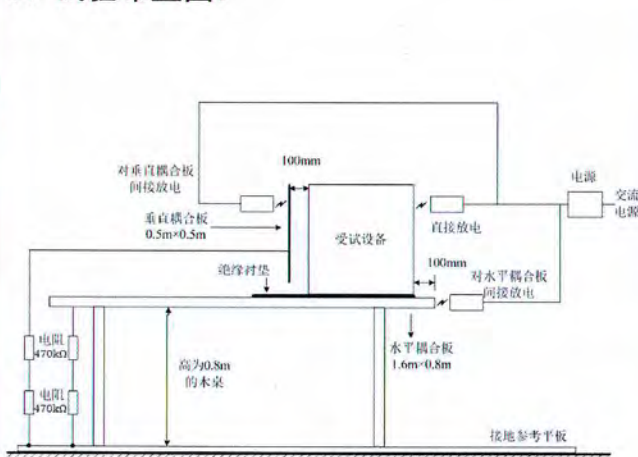 100mm
对垂直耦合板
间接放电
电源
交流
电源
垂直耦合板
0.5m×0.5m
直接放电
受试设备
绝缘衬垫
100mm
对水平耦合板
间接放电
电阻
470kΩ
高为0.8m
的木桌
水平耦合板
1.6m×0.8m
电阻
470kΩ
接地参考平板